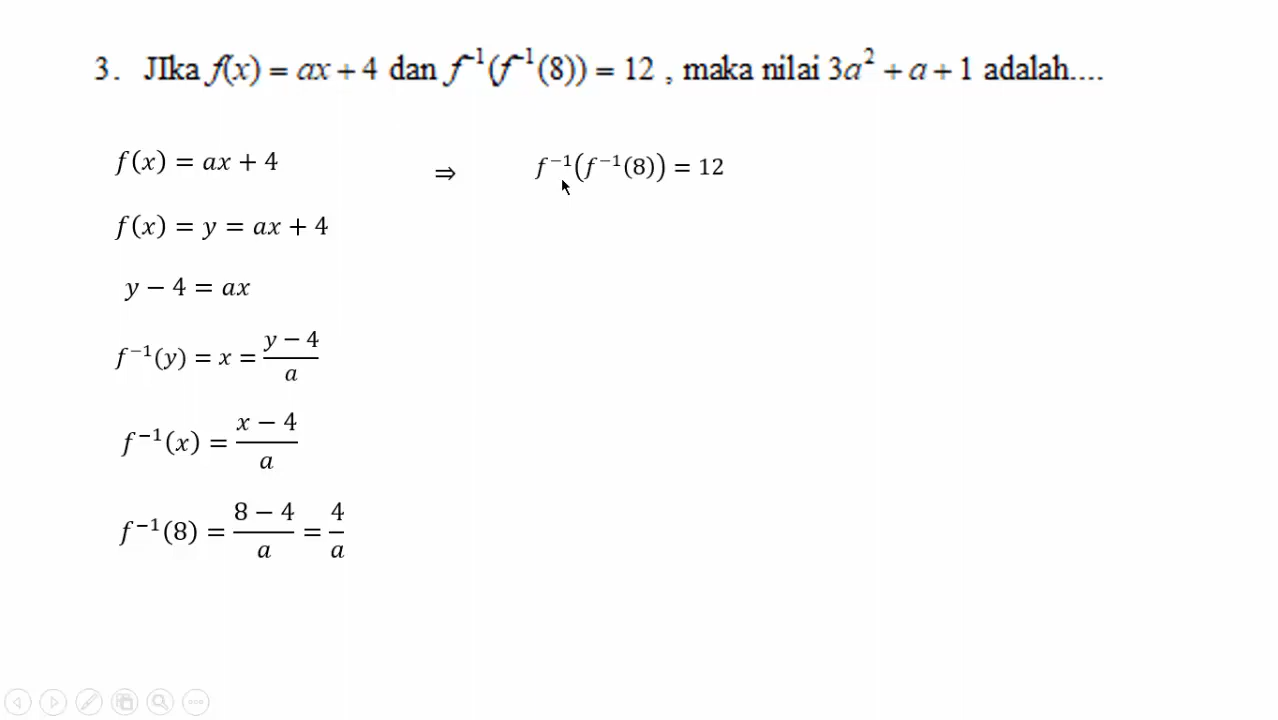 3. JIka f(x) = ax + 4 dan f⁻¹(f⁻¹(8)) = 12 , maka nilai 3a² + a + 1 adalah....
f(x) = ax + 4
⇒ f⁻¹(f⁻¹(8)) = 12
f(x) = y = ax + 4
y − 4 = ax
f⁻¹(y) = x = (y − 4)/a
f⁻¹(x) = (x − 4)/a
f⁻¹(8) = (8 − 4)/a = 4/a